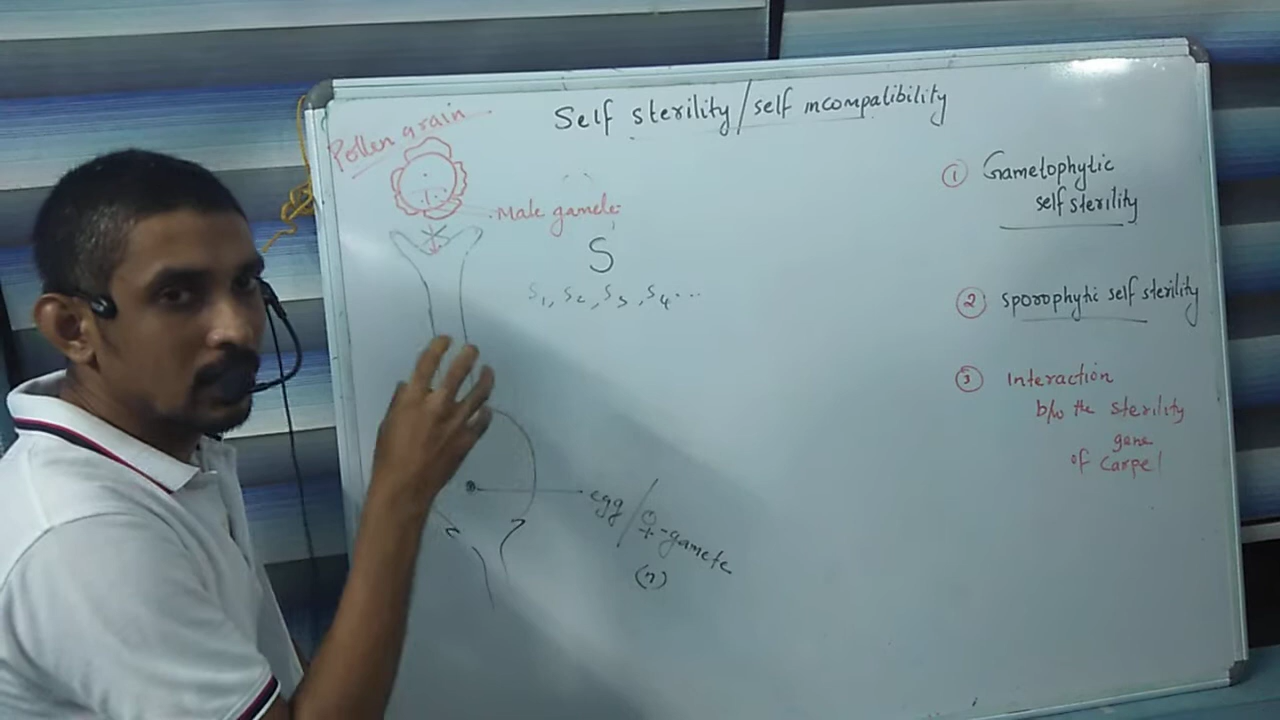 Self sterility/self incompatibility
Pollen grain
Male gamete
S
S1, S2, S3, S4...
egg/♀-gamete
(n)
① Gametophytic
self sterility
② sporophytic self sterility
③ Interaction
b/w the sterility
gene
of carpel